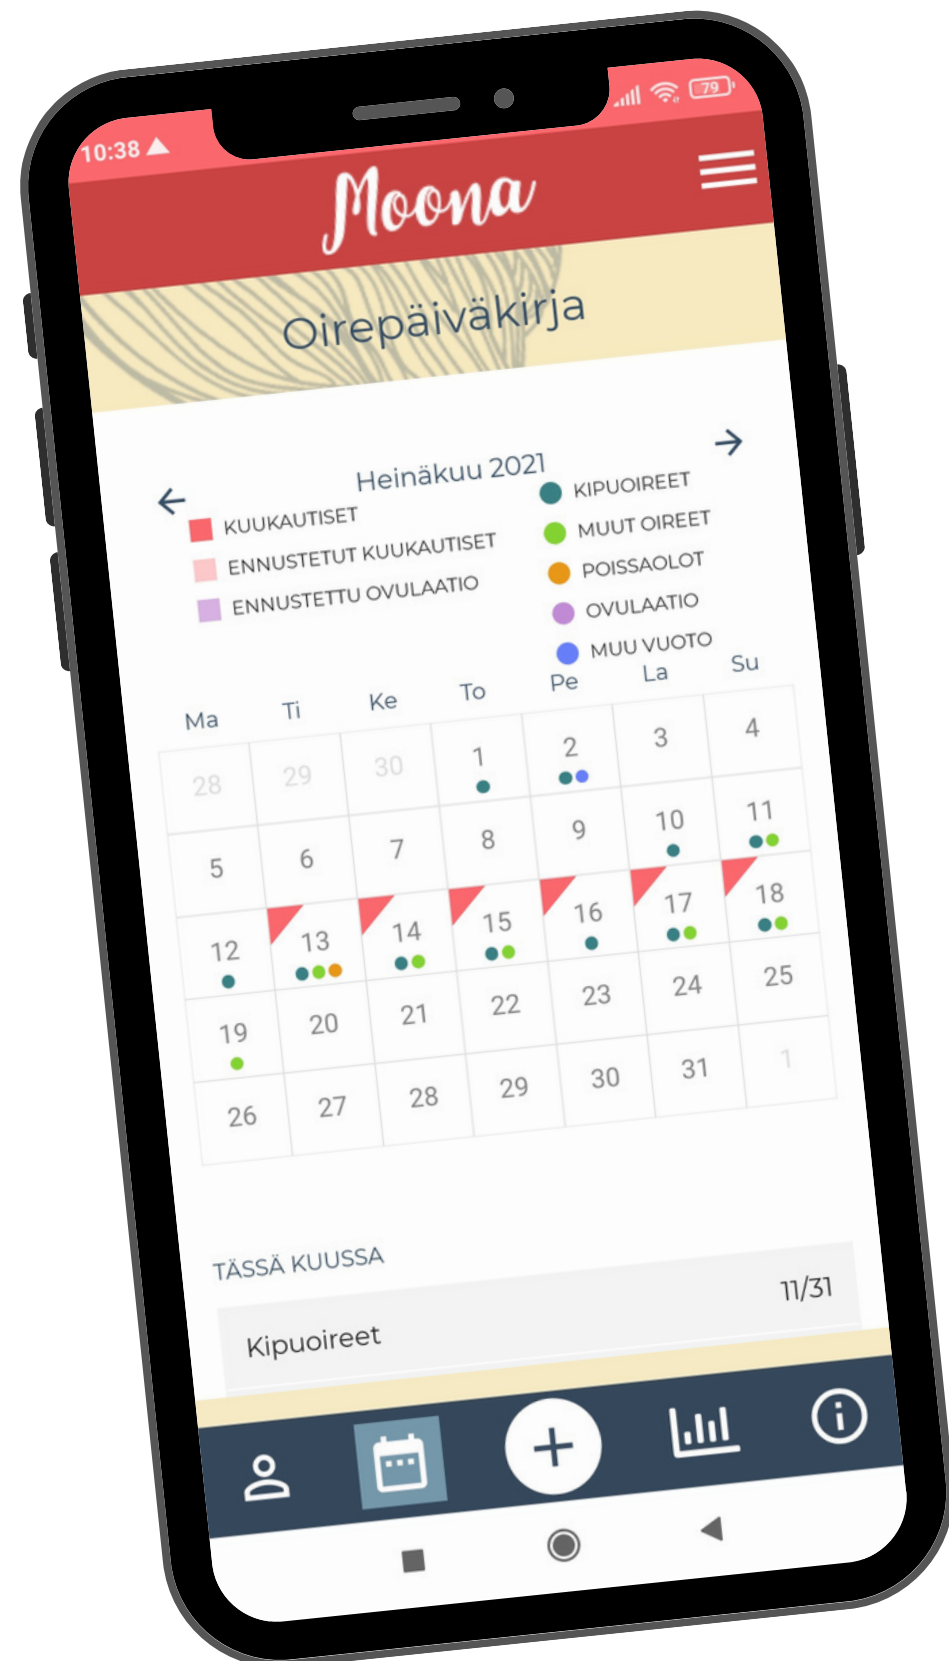 10:38
79
Moona
Oirepäiväkirja
Heinäkuu 2021
KUUKAUTISET
ENNUSTETUT KUUKAUTISET
ENNUSTETTU OVULAATIO
KIPUOIREET
MUUT OIREET
POISSAOLOT
OVULAATIO
MUU VUOTO
Ma Ti Ke To Pe La Su
28 29 30 1 2 3 4
5 6 7 8 9 10 11
12 13 14 15 16 17 18
19 20 21 22 23 24 25
26 27 28 29 30 31 1
TÄSSÄ KUUSSA
Kipuoireet 11/31